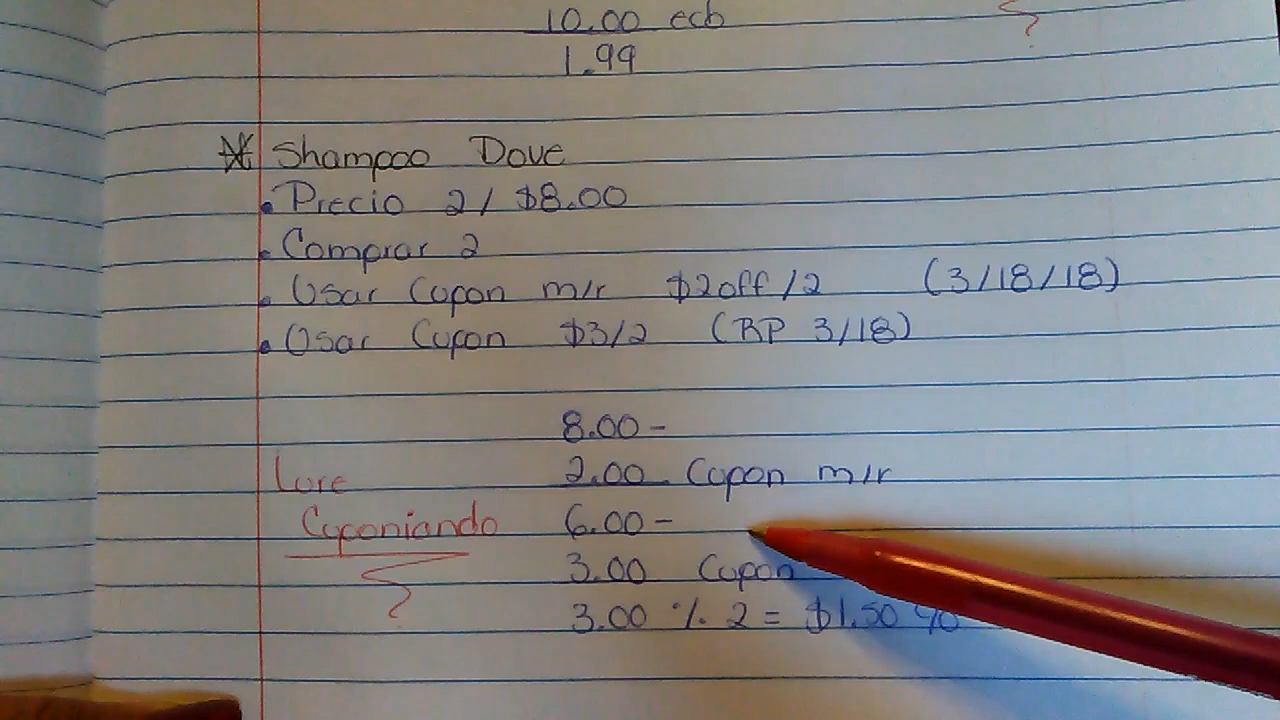 10.00 ecb
1.99
Shampoo Dove
• Precio 2/ $8.00
• Comprar 2
• Usar Cupon m/r $2off/2 (3/18/18)
• Usar Cupon $3/2 (RP 3/18)
8.00 -
Lore 2.00 Cupon m/r
Cuponiando 6.00 -
3.00 Cupon
3.00 % 2 = $1.50